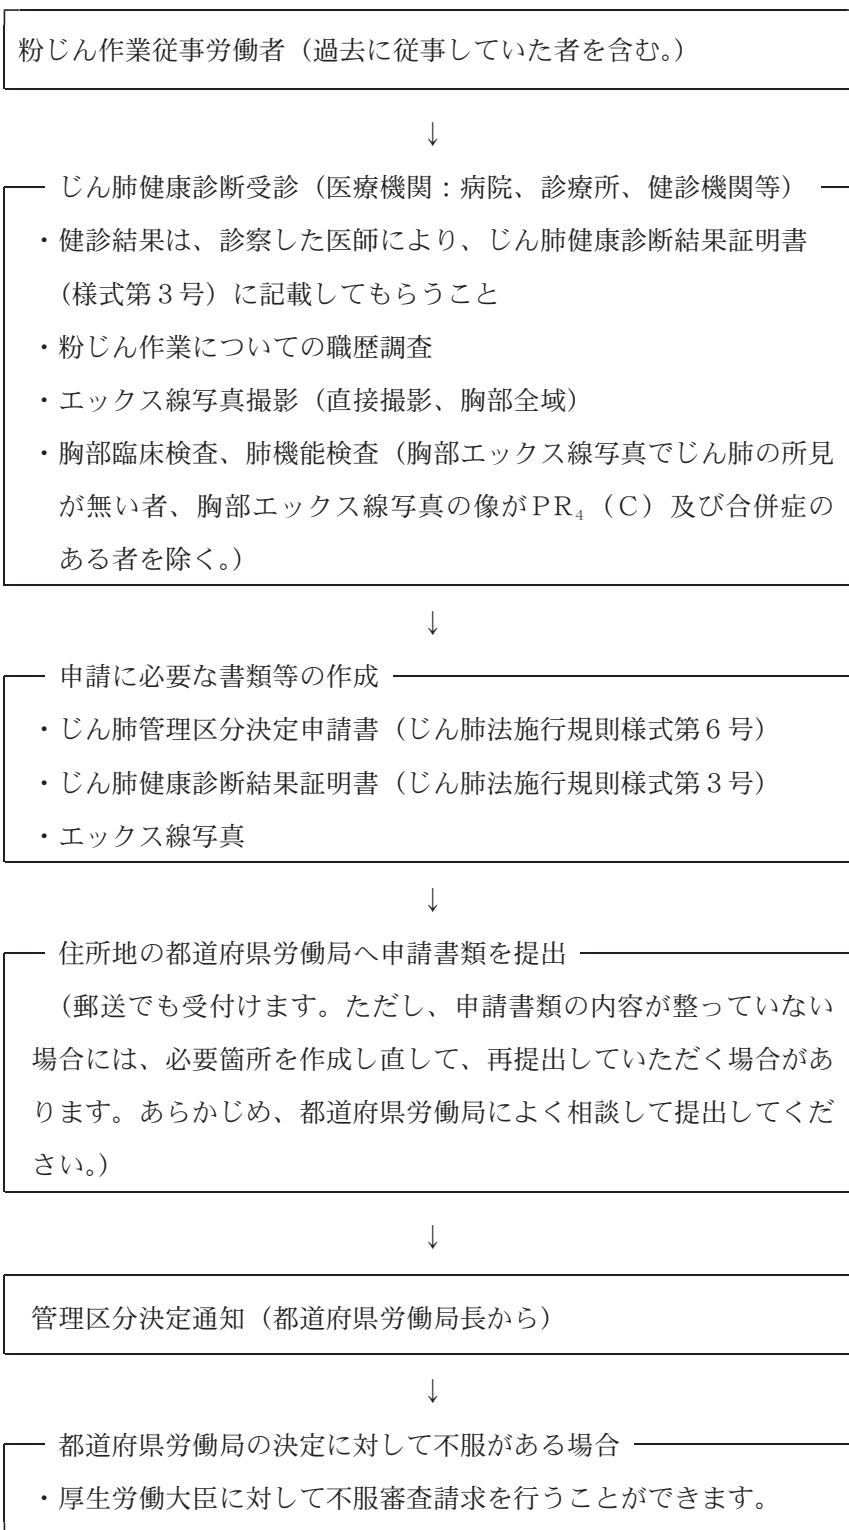 粉じん作業従事労働者（過去に従事していた者を含む。）
↓
じん肺健康診断受診（医療機関：病院、診療所、健診機関等）
・健診結果は、診察した医師により、じん肺健康診断結果証明書
（様式第３号）に記載してもらうこと
・粉じん作業についての職歴調査
・エックス線写真撮影（直接撮影、胸部全域）
・胸部臨床検査、肺機能検査（胸部エックス線写真でじん肺の所見
が無い者、胸部エックス線写真の像がＰＲ₄（Ｃ）及び合併症の
ある者を除く。）
↓
申請に必要な書類等の作成
・じん肺管理区分決定申請書（じん肺法施行規則様式第６号）
・じん肺健康診断結果証明書（じん肺法施行規則様式第３号）
・エックス線写真
↓
住所地の都道府県労働局へ申請書類を提出
（郵送でも受付けます。ただし、申請書類の内容が整っていない
場合には、必要箇所を作成し直して、再提出していただく場合があ
ります。あらかじめ、都道府県労働局によく相談して提出してくだ
さい。）
↓
管理区分決定通知（都道府県労働局長から）
↓
都道府県労働局の決定に対して不服がある場合
・厚生労働大臣に対して不服審査請求を行うことができます。